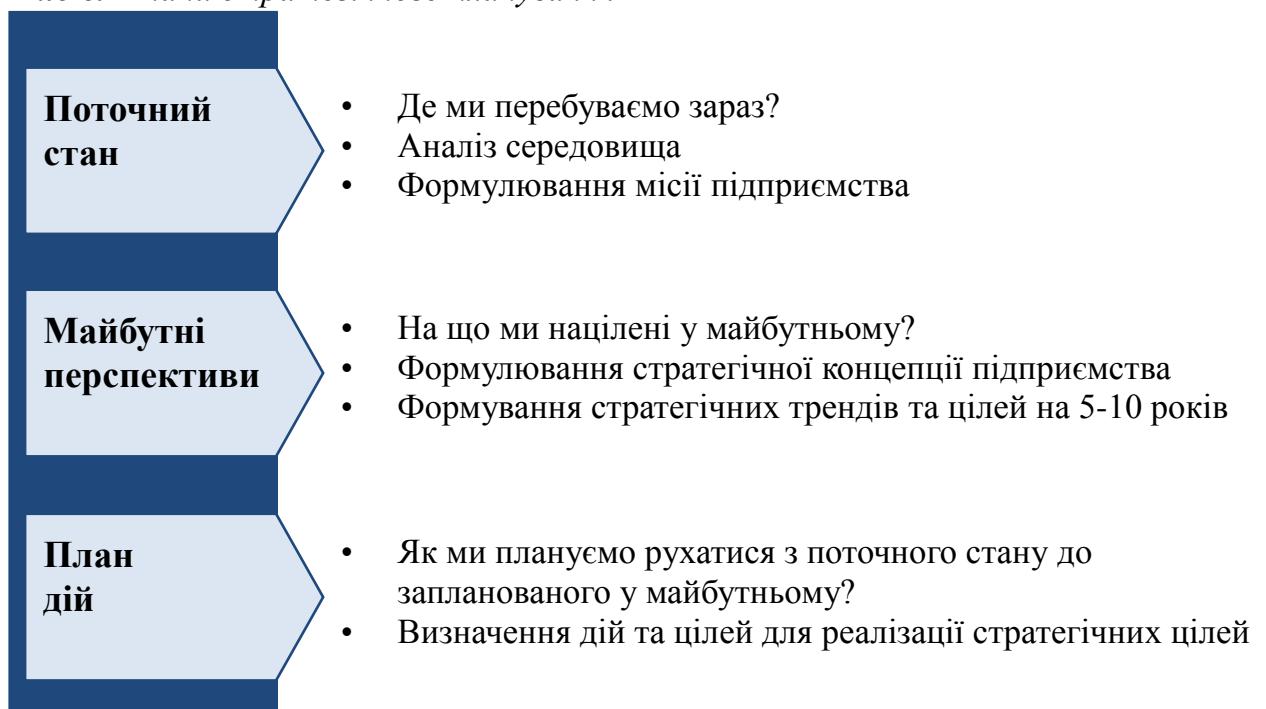 Поточний
стан
• Де ми перебуваємо зараз?
• Аналіз середовища
• Формулювання місії підприємства
Майбутні
перспективи
• На що ми націлені у майбутньому?
• Формулювання стратегічної концепції підприємства
• Формування стратегічних трендів та цілей на 5-10 років
План
дій
• Як ми плануємо рухатися з поточного стану до
запланованого у майбутньому?
• Визначення дій та цілей для реалізації стратегічних цілей